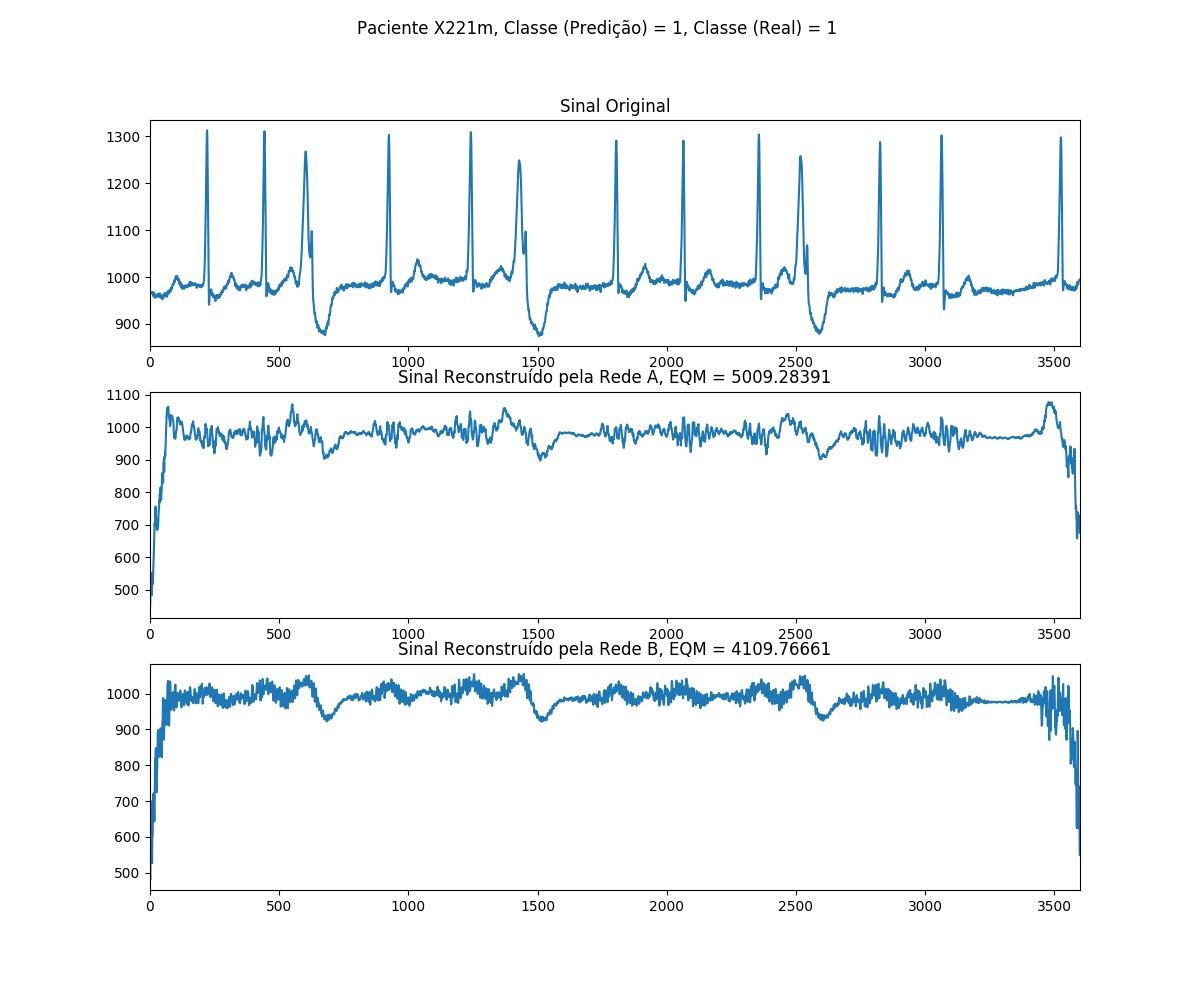 Paciente X221m, Classe (Predição) = 1, Classe (Real) = 1
Sinal Original
1300
1200
1100
1000
900
0 500 1000 1500 2000 2500 3000 3500
Sinal Reconstruído pela Rede A, EQM = 5009.28391
1100
1000
900
800
700
600
500
0 500 1000 1500 2000 2500 3000 3500
Sinal Reconstruído pela Rede B, EQM = 4109.76661
1000
900
800
700
600
500
0 500 1000 1500 2000 2500 3000 3500